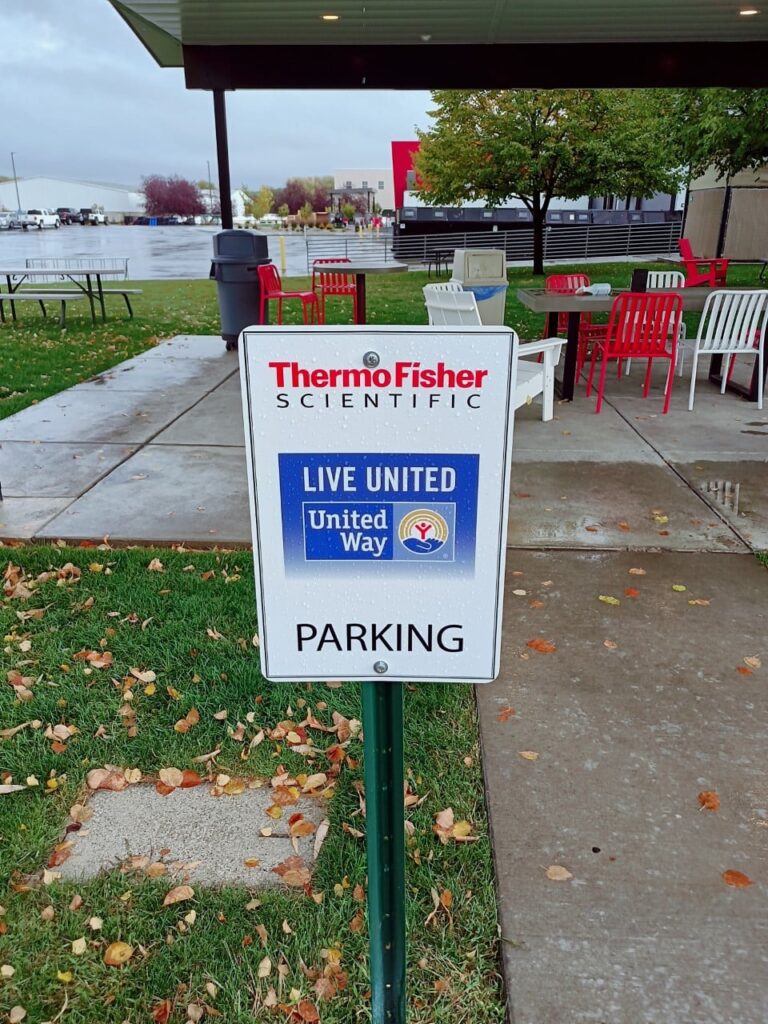 ThermoFisher
SCIENTIFIC
LIVE UNITED
United
Way
PARKING